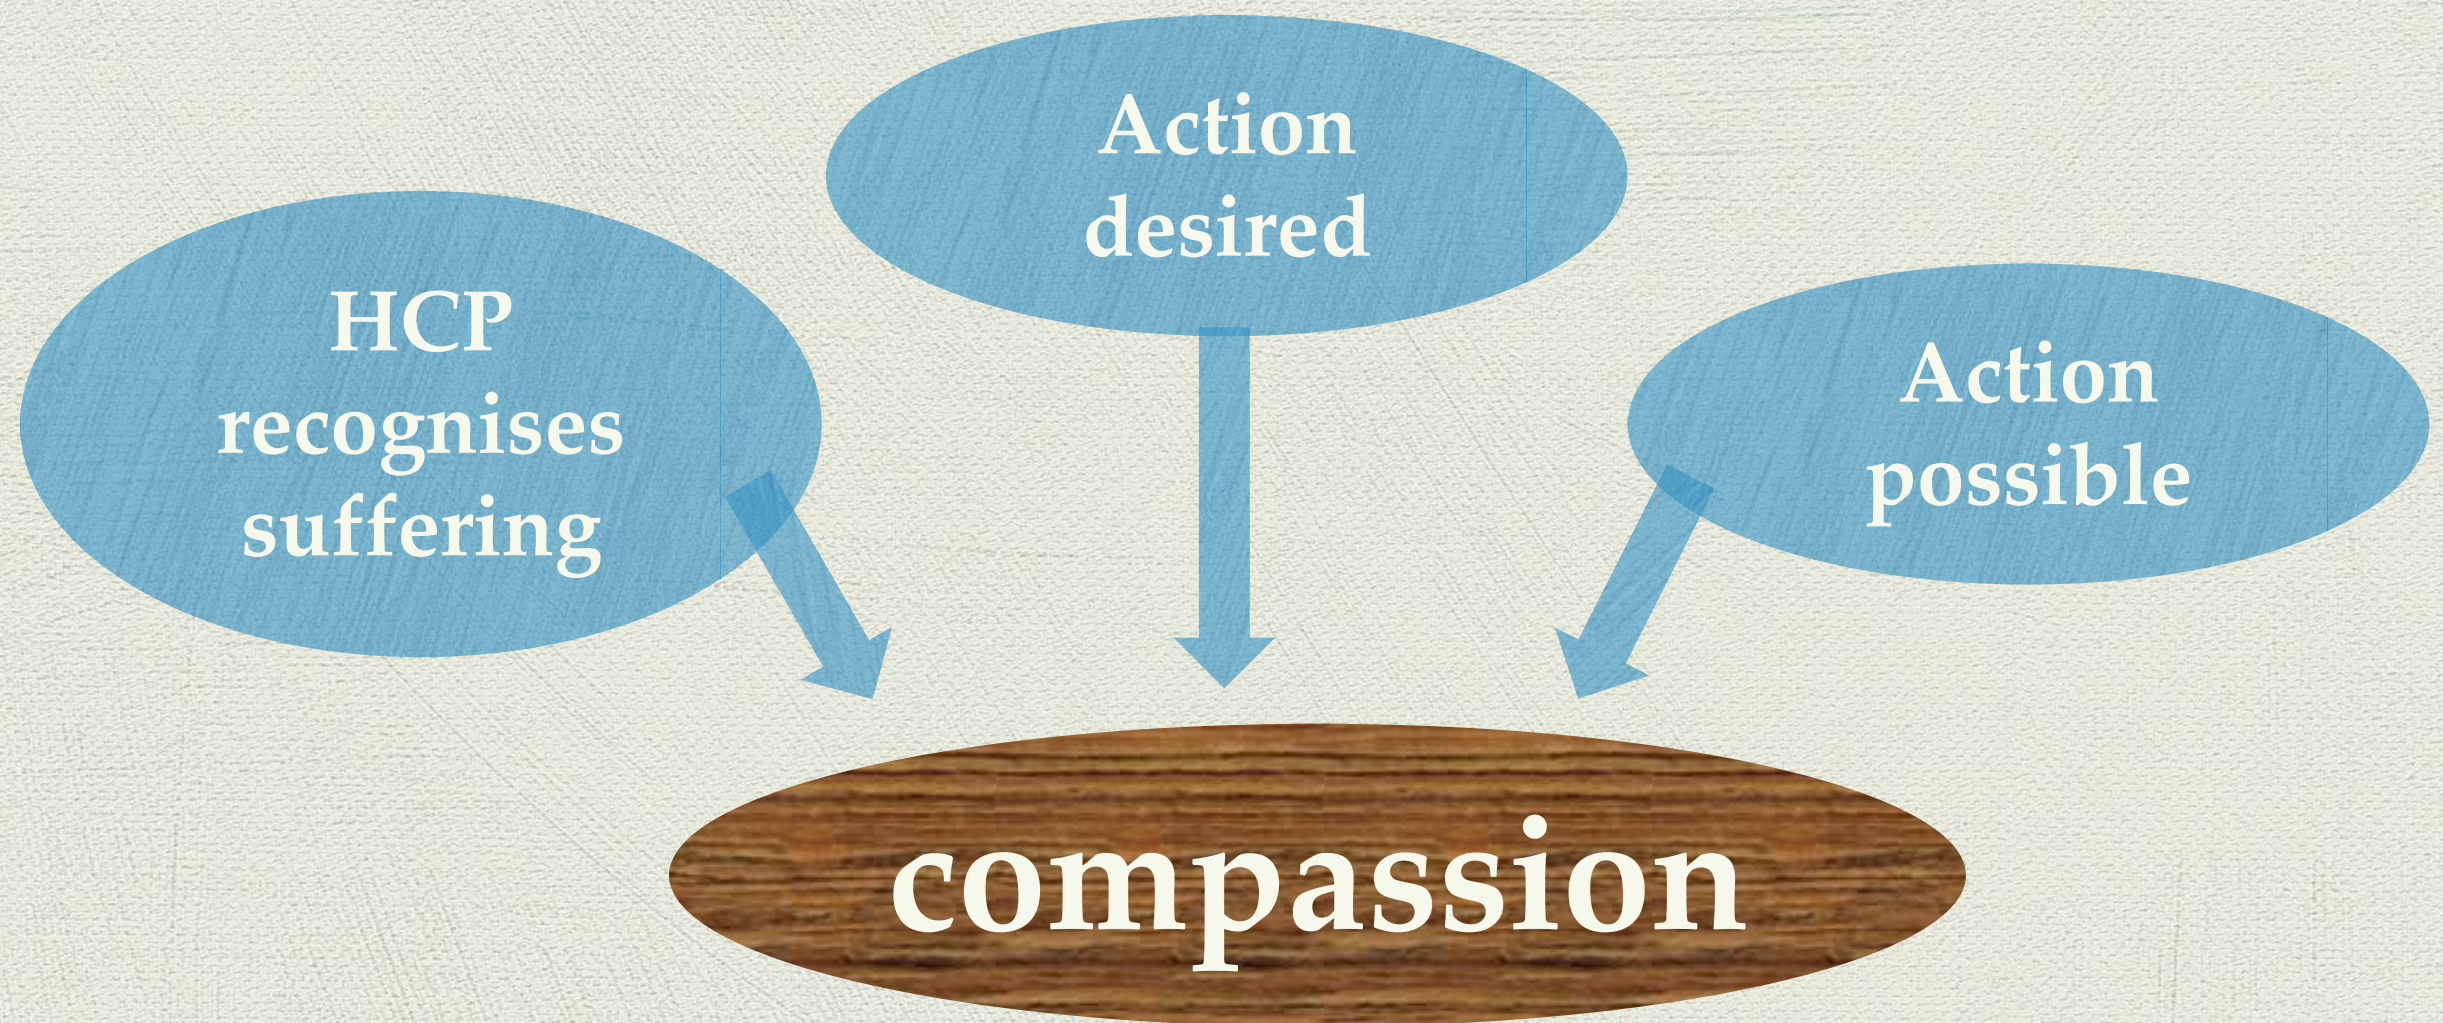 HCP
recognises
suffering
Action
desired
Action
possible
compassion